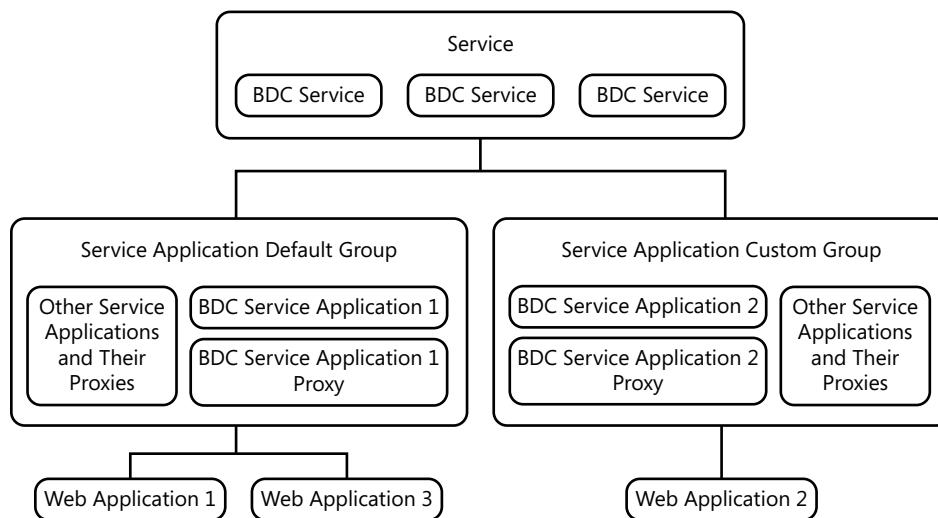 Service
BDC Service
BDC Service
BDC Service
Service Application Default Group
Other Service
Applications
and Their
Proxies
BDC Service Application 1
BDC Service Application 1
Proxy
Service Application Custom Group
BDC Service Application 2
BDC Service Application 2
Proxy
Other Service
Applications
and Their
Proxies
Web Application 1
Web Application 3
Web Application 2